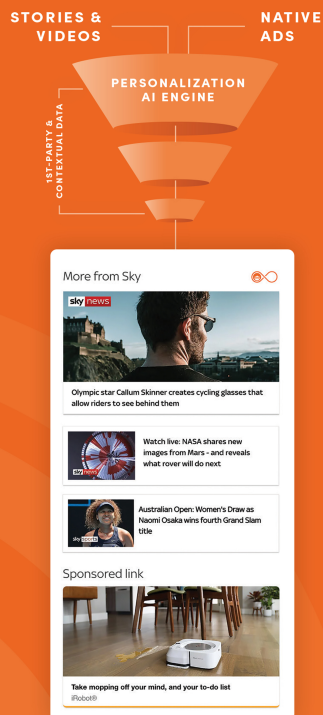 STORIES &
VIDEOS
NATIVE
ADS
PERSONALIZATION
AI ENGINE
1ST-PARTY &
CONTEXTUAL DATA
More from Sky
sky news
Olympic star Callum Skinner creates cycling glasses that
allow riders to see behind them
sky news
Watch live: NASA shares new
images from Mars - and reveals
what rover will do next
sky sports
Australian Open: Women's Draw as
Naomi Osaka wins fourth Grand Slam
title
Sponsored link
Take mopping off your mind, and your to-do list
iRobot®